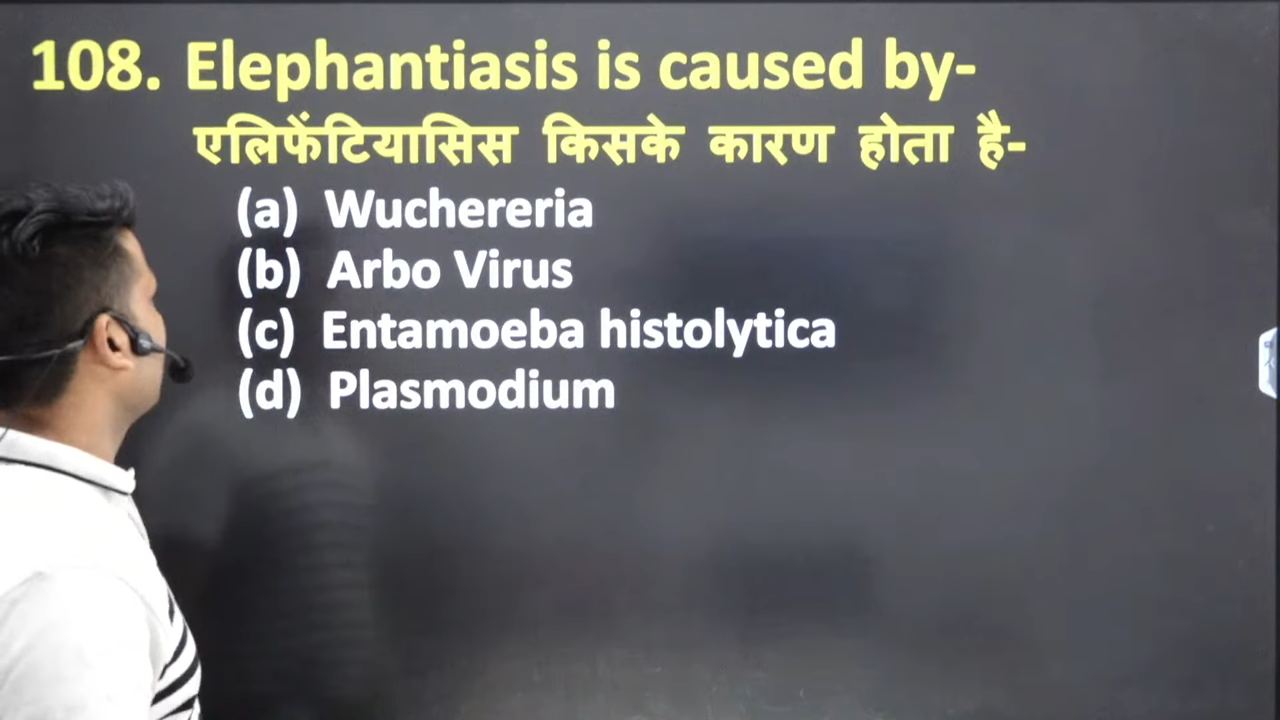 108. Elephantiasis is caused by-
एलिफेंटियासिस किसके कारण होता है-
(a) Wuchereria
(b) Arbo Virus
(c) Entamoeba histolytica
(d) Plasmodium